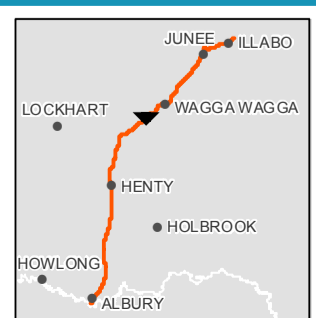 JUNEE
ILLABO
LOCKHART
WAGGA WAGGA
HENTY
HOLBROOK
HOWLONG
ALBURY